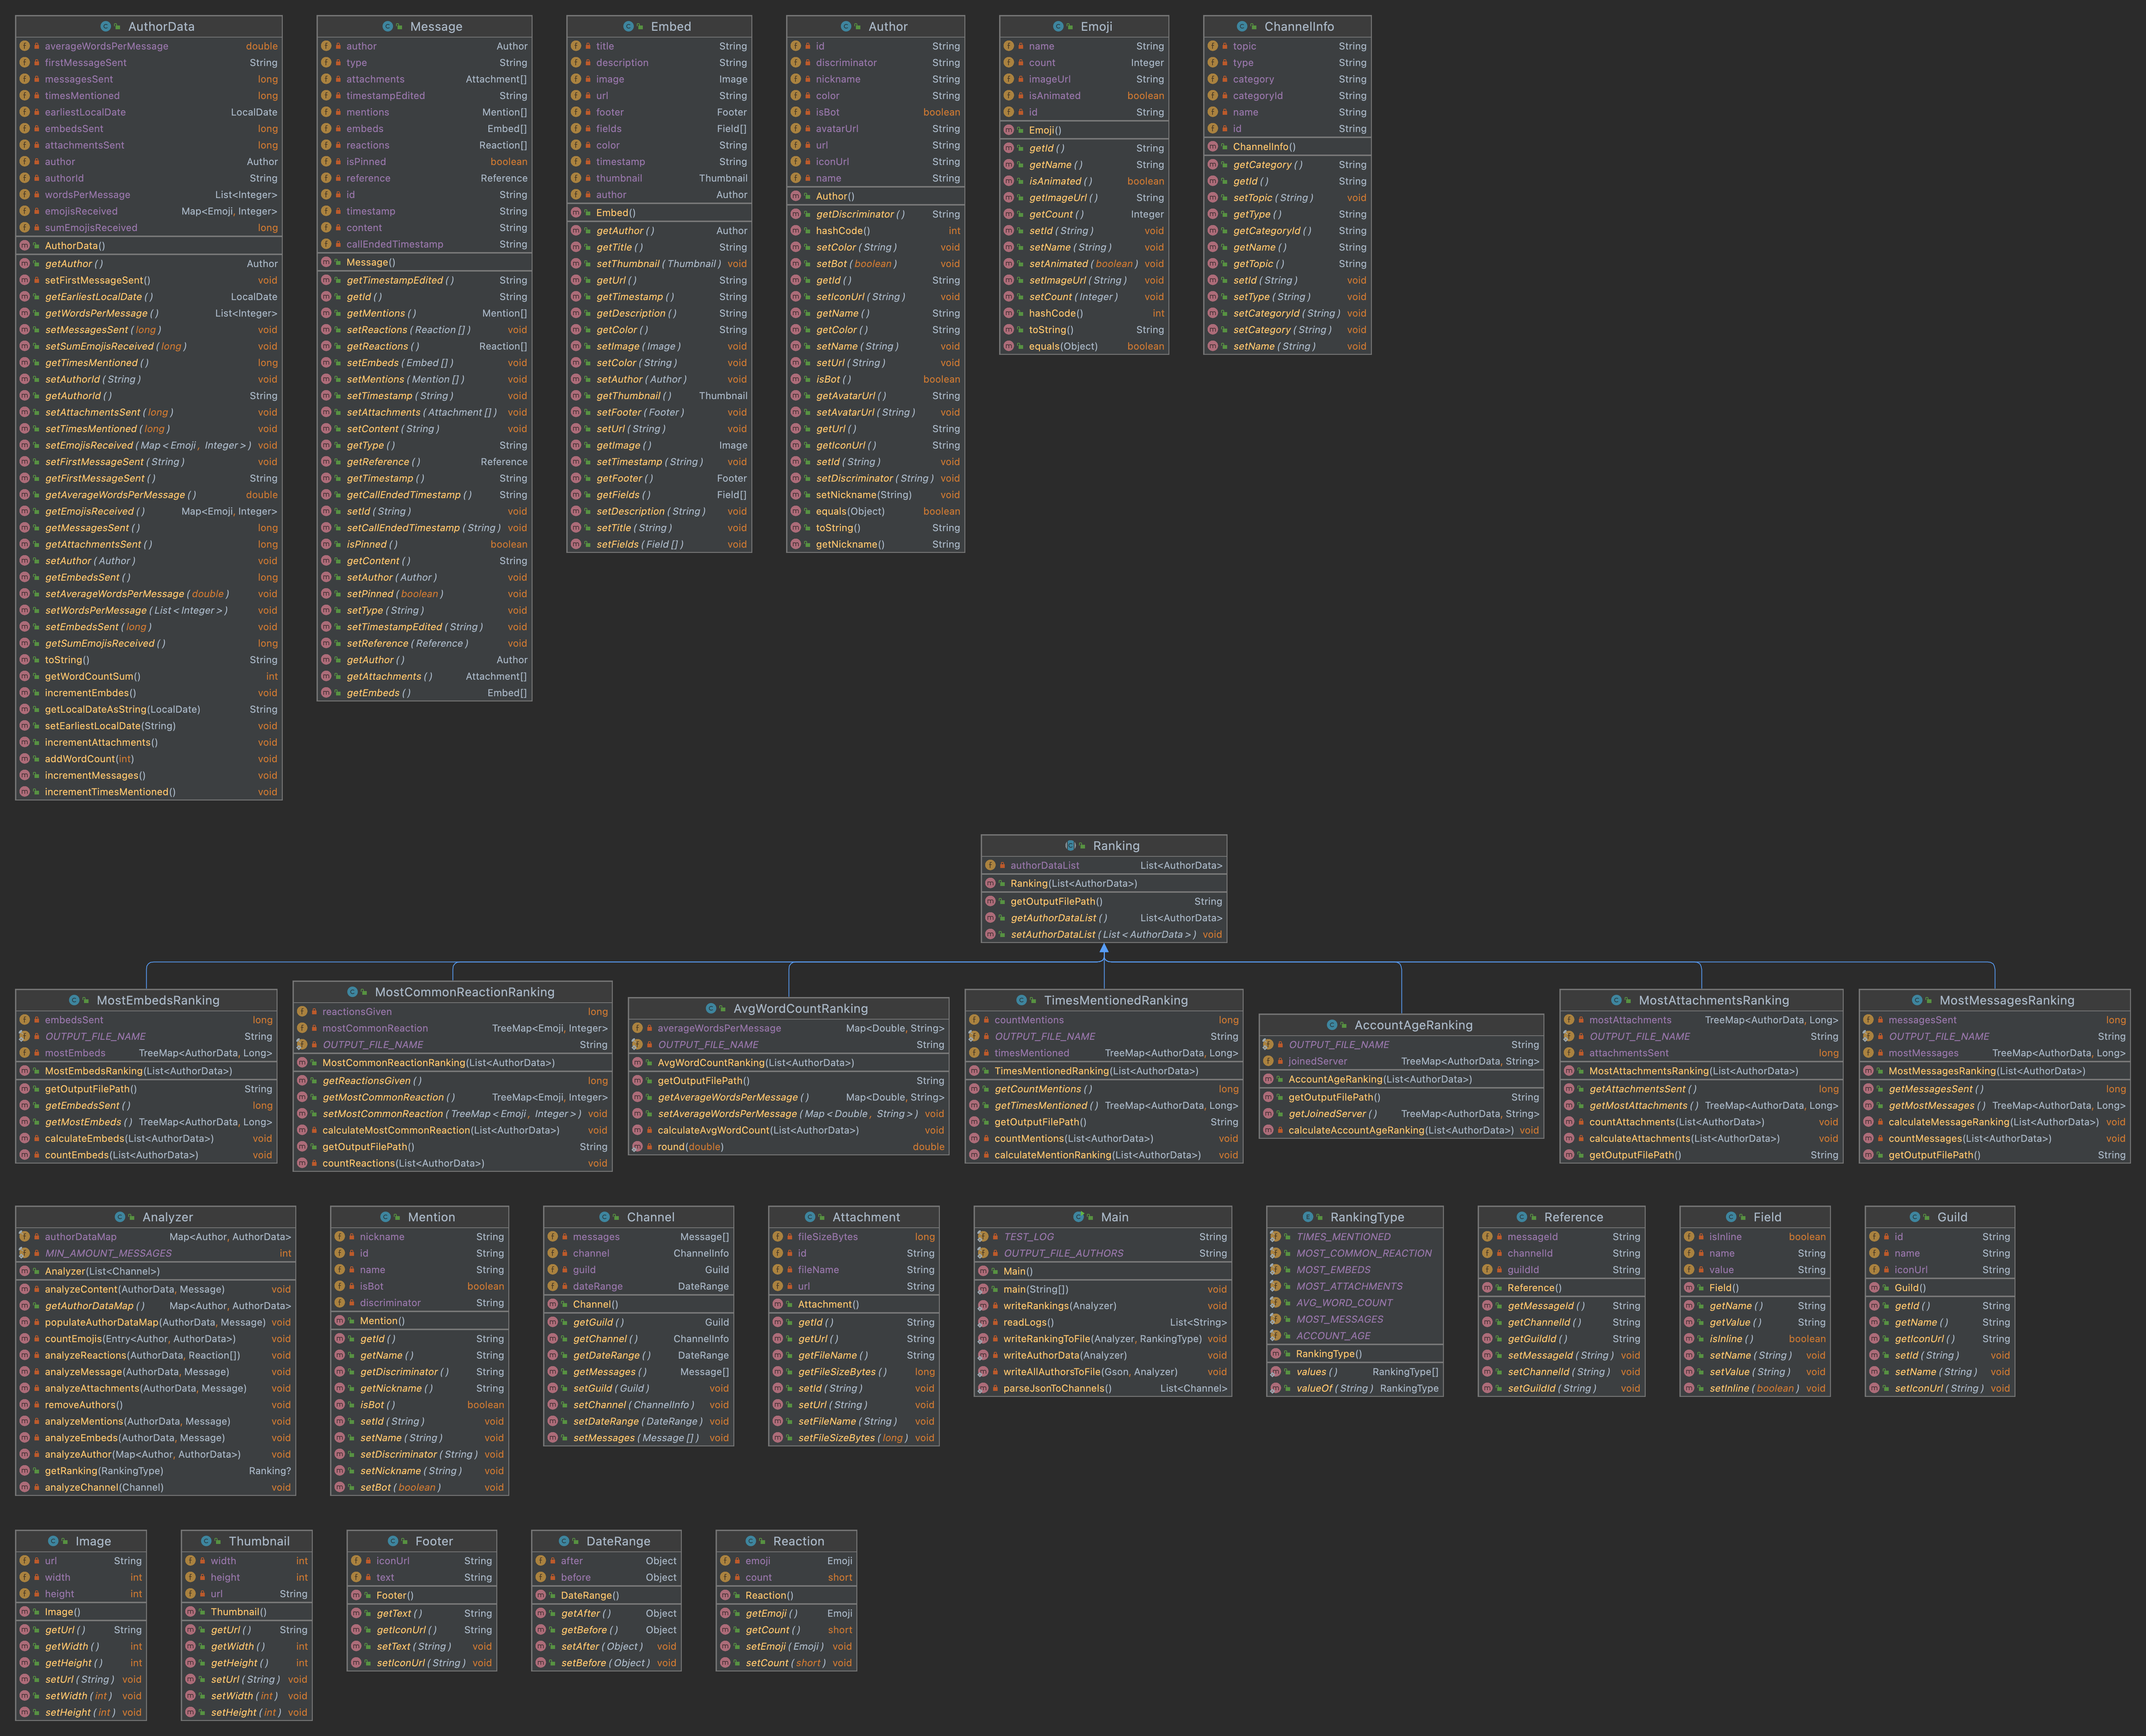 AuthorData
averageWordsPerMessage double
firstMessageSent String
messagesSent long
timesMentioned long
earliestLocalDate LocalDate
embedsSent long
attachmentsSent long
author Author
authorId String
wordsPerMessage List<Integer>
emojisReceived Map<Emoji, Integer>
sumEmojisReceived long
AuthorData()
getAuthor() Author
setFirstMessageSent() void
getEarliestLocalDate() LocalDate
getWordsPerMessage() List<Integer>
setMessagesSent(long) void
setSumEmojisReceived(long) void
getTimesMentioned() long
setAuthorId(String) void
getAuthorId() String
setAttachmentsSent(long) void
setTimesMentioned(long) void
setEmojisReceived(Map<Emoji, Integer>) void
setFirstMessageSent(String) void
getFirstMessageSent() String
getAverageWordsPerMessage() double
getEmojisReceived() Map<Emoji, Integer>
getMessagesSent() long
getAttachmentsSent() long
setAuthor(Author) void
getEmbedsSent() long
setAverageWordsPerMessage(double) void
setWordsPerMessage(List<Integer>) void
setEmbedsSent(long) void
getSumEmojisReceived() long
toString() String
getWordCountSum() int
incrementEmbdes() void
getLocalDateAsString(LocalDate) String
setEarliestLocalDate(String) void
incrementAttachments() void
addWordCount(int) void
incrementMessages() void
incrementTimesMentioned() void
Message
author Author
type String
attachments Attachment[]
timestampEdited String
mentions Mention[]
embeds Embed[]
reactions Reaction[]
isPinned boolean
reference Reference
id String
timestamp String
content String
callEndedTimestamp String
Message()
getTimestampEdited() String
getId() String
getMentions() Mention[]
setReactions(Reaction[]) void
getReactions() Reaction[]
setEmbeds(Embed[]) void
setMentions(Mention[]) void
setTimestamp(String) void
setAttachments(Attachment[]) void
setContent(String) void
getType() String
getReference() Reference
getTimestamp() String
getCallEndedTimestamp() String
setId(String) void
setCallEndedTimestamp(String) void
isPinned() boolean
getContent() String
setAuthor(Author) void
setPinned(boolean) void
setType(String) void
setTimestampEdited(String) void
setReference(Reference) void
getAuthor() Author
getAttachments() Attachment[]
getEmbeds() Embed[]
Embed
title String
description String
image Image
url String
footer Footer
fields Field[]
color String
timestamp String
thumbnail Thumbnail
author Author
Embed()
getAuthor() Author
getTitle() String
setThumbnail(Thumbnail) void
getUrl() String
getTimestamp() String
getDescription() String
getColor() String
setImage(Image) void
setColor(String) void
setAuthor(Author) void
getThumbnail() Thumbnail
setFooter(Footer) void
setUrl(String) void
getImage() Image
setTimestamp(String) void
getFooter() Footer
getFields() Field[]
setDescription(String) void
setTitle(String) void
setFields(Field[]) void
Author
id String
discriminator String
nickname String
color String
isBot boolean
avatarUrl String
url String
iconUrl String
name String
Author()
getDiscriminator() String
hashCode() int
setColor(String) void
setBot(boolean) void
getId() String
setIconUrl(String) void
getName() String
getColor() String
setName(String) void
setUrl(String) void
isBot() boolean
getAvatarUrl() String
setAvatarUrl(String) void
getUrl() String
getIconUrl() String
setId(String) void
setDiscriminator(String) void
setNickname(String) void
equals(Object) boolean
toString() String
getNickname() String
Emoji
name String
count Integer
imageUrl String
isAnimated boolean
id String
Emoji()
getId() String
getName() String
isAnimated() boolean
getImageUrl() String
getCount() Integer
setId(String) void
setName(String) void
setAnimated(boolean) void
setImageUrl(String) void
setCount(Integer) void
hashCode() int
toString() String
equals(Object) boolean
ChannelInfo
topic String
type String
category String
categoryId String
name String
id String
ChannelInfo()
getCategory() String
getId() String
setTopic(String) void
getType() String
getCategoryId() String
getName() String
getTopic() String
setId(String) void
setType(String) void
setCategoryId(String) void
setCategory(String) void
setName(String) void
Ranking
authorDataList List<AuthorData>
Ranking(List<AuthorData>)
getOutputFilePath() String
getAuthorDataList() List<AuthorData>
setAuthorDataList(List<AuthorData>) void
MostEmbedsRanking
embedsSent long
OUTPUT_FILE_NAME String
mostEmbeds TreeMap<AuthorData, Long>
MostEmbedsRanking(List<AuthorData>)
getOutputFilePath() String
getEmbedsSent() long
getMostEmbeds() TreeMap<AuthorData, Long>
calculateEmbeds(List<AuthorData>) void
countEmbeds(List<AuthorData>) void
MostCommonReactionRanking
reactionsGiven long
mostCommonReaction TreeMap<Emoji, Integer>
OUTPUT_FILE_NAME String
MostCommonReactionRanking(List<AuthorData>)
getReactionsGiven() long
getMostCommonReaction() TreeMap<Emoji, Integer>
setMostCommonReaction(TreeMap<Emoji, Integer>) void
calculateMostCommonReaction(List<AuthorData>) void
getOutputFilePath() String
countReactions(List<AuthorData>) void
AvgWordCountRanking
averageWordsPerMessage Map<Double, String>
OUTPUT_FILE_NAME String
AvgWordCountRanking(List<AuthorData>)
getOutputFilePath() String
getAverageWordsPerMessage() Map<Double, String>
setAverageWordsPerMessage(Map<Double, String>) void
calculateAvgWordCount(List<AuthorData>) void
round(double) double
TimesMentionedRanking
countMentions long
OUTPUT_FILE_NAME String
timesMentioned TreeMap<AuthorData, Long>
TimesMentionedRanking(List<AuthorData>)
getCountMentions() long
getTimesMentioned() TreeMap<AuthorData, Long>
getOutputFilePath() String
countMentions(List<AuthorData>) void
calculateMentionRanking(List<AuthorData>) void
AccountAgeRanking
OUTPUT_FILE_NAME String
joinedServer TreeMap<AuthorData, String>
AccountAgeRanking(List<AuthorData>)
getOutputFilePath() String
getJoinedServer() TreeMap<AuthorData, String>
calculateAccountAgeRanking(List<AuthorData>) void
MostAttachmentsRanking
mostAttachments TreeMap<AuthorData, Long>
OUTPUT_FILE_NAME String
attachmentsSent long
MostAttachmentsRanking(List<AuthorData>)
getAttachmentsSent() long
getMostAttachments() TreeMap<AuthorData, Long>
countAttachments(List<AuthorData>) void
calculateAttachments(List<AuthorData>) void
getOutputFilePath() String
MostMessagesRanking
messagesSent long
OUTPUT_FILE_NAME String
mostMessages TreeMap<AuthorData, Long>
MostMessagesRanking(List<AuthorData>)
getMessagesSent() long
getMostMessages() TreeMap<AuthorData, Long>
calculateMessageRanking(List<AuthorData>) void
countMessages(List<AuthorData>) void
getOutputFilePath() String
Analyzer
authorDataMap Map<Author, AuthorData>
MIN_AMOUNT_MESSAGES int
Analyzer(List<Channel>)
analyzeContent(AuthorData, Message) void
getAuthorDataMap() Map<Author, AuthorData>
populateAuthorDataMap(AuthorData, Message) void
countEmojis(Entry<Author, AuthorData>) void
analyzeReactions(AuthorData, Reaction[]) void
analyzeMessage(AuthorData, Message) void
analyzeAttachments(AuthorData, Message) void
removeAuthors() void
analyzeMentions(AuthorData, Message) void
analyzeEmbeds(AuthorData, Message) void
analyzeAuthor(Map<Author, AuthorData>) void
getRanking(RankingType) Ranking?
analyzeChannel(Channel) void
Mention
nickname String
id String
name String
isBot boolean
discriminator String
Mention()
getId() String
getName() String
getDiscriminator() String
getNickname() String
isBot() boolean
setId(String) void
setName(String) void
setDiscriminator(String) void
setNickname(String) void
setBot(boolean) void
Channel
messages Message[]
channel ChannelInfo
guild Guild
dateRange DateRange
Channel()
getGuild() Guild
getChannel() ChannelInfo
getDateRange() DateRange
getMessages() Message[]
setGuild(Guild) void
setChannel(ChannelInfo) void
setDateRange(DateRange) void
setMessages(Message[]) void
Attachment
fileSizeBytes long
id String
fileName String
url String
Attachment()
getId() String
getUrl() String
getFileName() String
getFileSizeBytes() long
setId(String) void
setUrl(String) void
setFileName(String) void
setFileSizeBytes(long) void
Main
TEST_LOG String
OUTPUT_FILE_AUTHORS String
Main()
main(String[]) void
writeRankings(Analyzer) void
readLogs() List<String>
writeRankingToFile(Analyzer, RankingType) void
writeAuthorData(Analyzer) void
writeAllAuthorsToFile(Gson, Analyzer) void
parseJsonToChannels() List<Channel>
RankingType
TIMES_MENTIONED
MOST_COMMON_REACTION
MOST_EMBEDS
MOST_ATTACHMENTS
AVG_WORD_COUNT
MOST_MESSAGES
ACCOUNT_AGE
RankingType()
values() RankingType[]
valueOf(String) RankingType
Reference
messageId String
channelId String
guildId String
Reference()
getMessageId() String
getChannelId() String
getGuildId() String
setMessageId(String) void
setChannelId(String) void
setGuildId(String) void
Field
isInline boolean
name String
value String
Field()
getName() String
getValue() String
isInline() boolean
setName(String) void
setValue(String) void
setInline(boolean) void
Guild
id String
name String
iconUrl String
Guild()
getId() String
getName() String
getIconUrl() String
setId(String) void
setName(String) void
setIconUrl(String) void
Image
url String
width int
height int
Image()
getUrl() String
getWidth() int
getHeight() int
setUrl(String) void
setWidth(int) void
setHeight(int) void
Thumbnail
width int
height int
url String
Thumbnail()
getUrl() String
getWidth() int
getHeight() int
setUrl(String) void
setWidth(int) void
setHeight(int) void
Footer
iconUrl String
text String
Footer()
getText() String
getIconUrl() String
setText(String) void
setIconUrl(String) void
DateRange
after Object
before Object
DateRange()
getAfter() Object
getBefore() Object
setAfter(Object) void
setBefore(Object) void
Reaction
emoji Emoji
count short
Reaction()
getEmoji() Emoji
getCount() short
setEmoji(Emoji) void
setCount(short) void